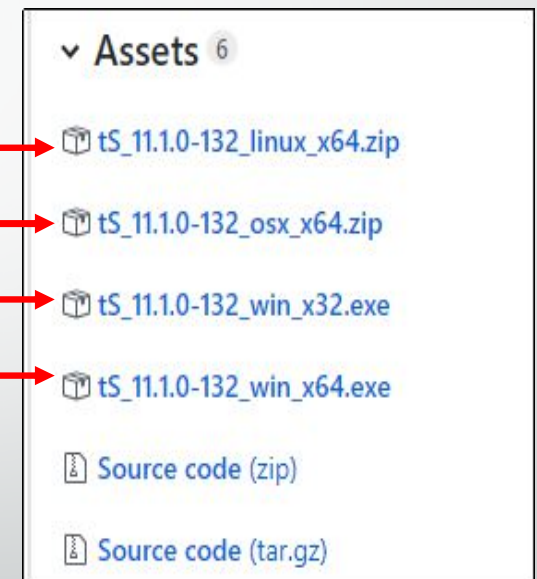 Assets 6
tS_11.1.0-132_linux_x64.zip
tS_11.1.0-132_osx_x64.zip
tS_11.1.0-132_win_x32.exe
tS_11.1.0-132_win_x64.exe
Source code (zip)
Source code (tar.gz)